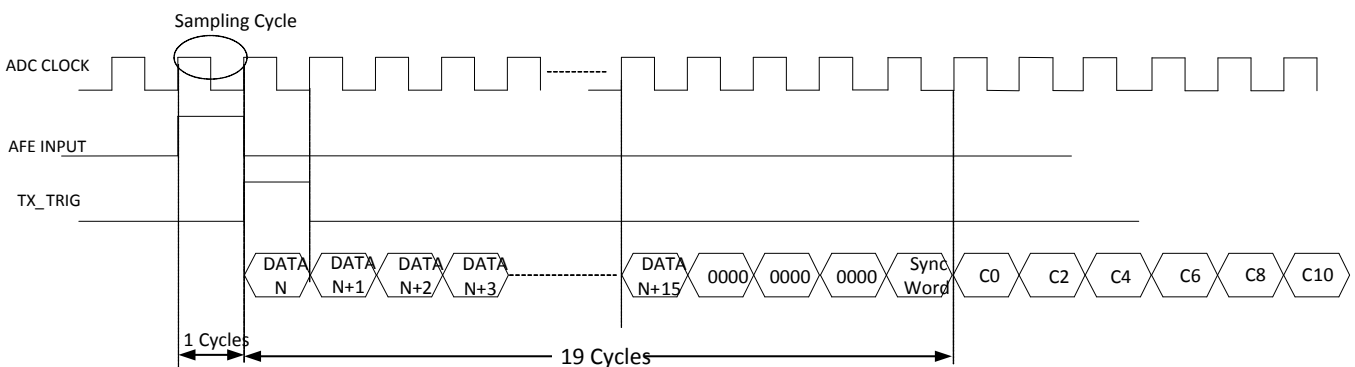 Sampling Cycle
ADC CLOCK
AFE INPUT
TX_TRIG
DATA N
DATA N+1
DATA N+2
DATA N+3
DATA N+15
0000
0000
0000
Sync Word
C0
C2
C4
C6
C8
C10
1 Cycles
19 Cycles